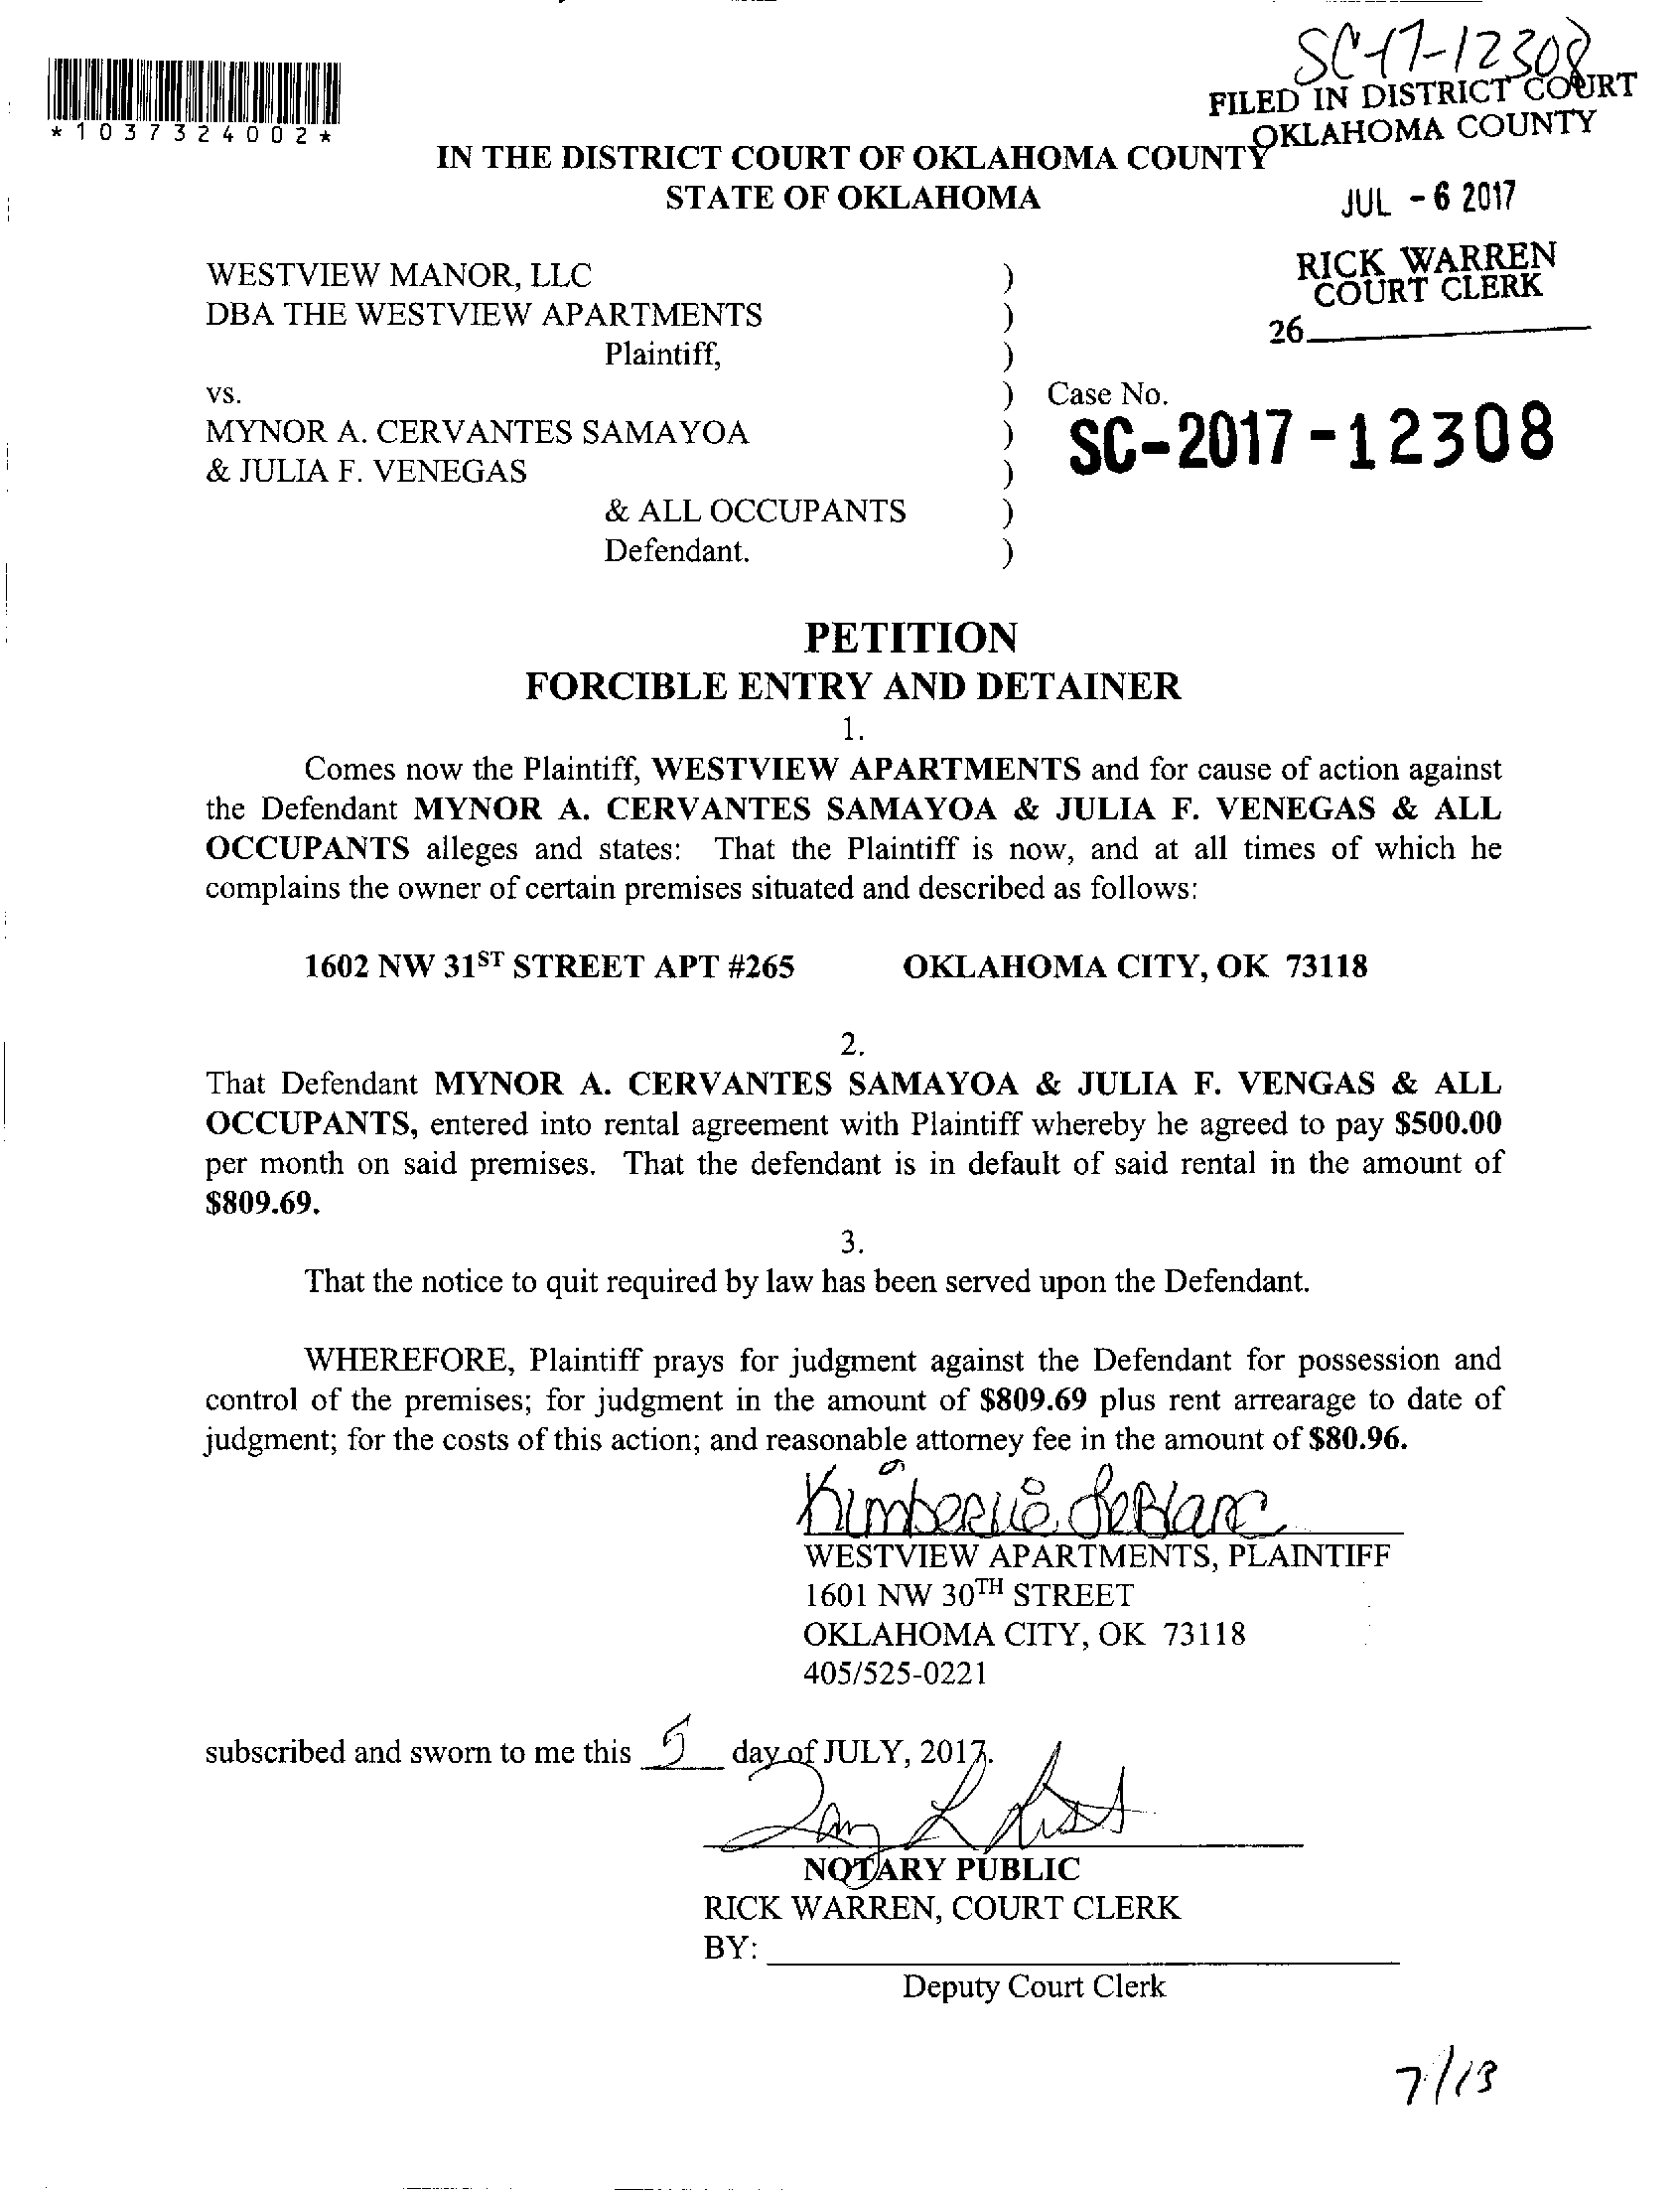 SC-17-12308
FILED IN DISTRICT COURT
OKLAHOMA COUNTY
*1037324002*
IN THE DISTRICT COURT OF OKLAHOMA COUNTY
STATE OF OKLAHOMA
JUL -6 2017
RICK WARREN
COURT CLERK
26
WESTVIEW MANOR, LLC )
DBA THE WESTVIEW APARTMENTS )
Plaintiff, )
vs. ) Case No.
MYNOR A. CERVANTES SAMAYOA ) SC-2017-12308
& JULIA F. VENEGAS )
& ALL OCCUPANTS )
Defendant. )
PETITION
FORCIBLE ENTRY AND DETAINER
1.
Comes now the Plaintiff, WESTVIEW APARTMENTS and for cause of action against
the Defendant MYNOR A. CERVANTES SAMAYOA & JULIA F. VENEGAS & ALL
OCCUPANTS alleges and states: That the Plaintiff is now, and at all times of which he
complains the owner of certain premises situated and described as follows:
1602 NW 31ST STREET APT #265 OKLAHOMA CITY, OK 73118
2.
That Defendant MYNOR A. CERVANTES SAMAYOA & JULIA F. VENGAS & ALL
OCCUPANTS, entered into rental agreement with Plaintiff whereby he agreed to pay $500.00
per month on said premises. That the defendant is in default of said rental in the amount of
$809.69.
3.
That the notice to quit required by law has been served upon the Defendant.
WHEREFORE, Plaintiff prays for judgment against the Defendant for possession and
control of the premises; for judgment in the amount of $809.69 plus rent arrearage to date of
judgment; for the costs of this action; and reasonable attorney fee in the amount of $80.96.
Kimberlie LeBlanc
WESTVIEW APARTMENTS, PLAINTIFF
1601 NW 30TH STREET
OKLAHOMA CITY, OK 73118
405/525-0221
subscribed and sworn to me this 5 day of JULY, 2017.
NOTARY PUBLIC
RICK WARREN, COURT CLERK
BY:
Deputy Court Clerk
7/13